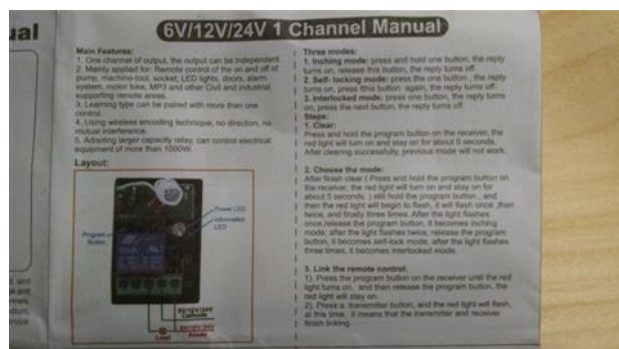 ual
6V/12V/24V 1 Channel Manual
Main Features:
1. One channel of output, the output can be independent.
2. Mainly applied for: Remote control of the on and off of
pump, machine-tool, socket, LED lights, doors, alarm
system, motor bike, MP3 and other Civil and industrial
supporting remote areas.
3. Learning type can be paired with more than one
control.
4. Using wireless encoding technique, no direction, no
mutual interference.
5. Adopting larger capacity relay, can control electrical
equipment of more than 1000W.
Layout:
Power LED
Information
LED
Program
Button
6V/12V/24V
Cathode
6V/12V/24V
Anode
Load
Three modes:
1. Inching mode: press and hold one button, the reply
turns on, release this button, the reply turns off.
2. Self- locking mode: press the one button , the reply
turns on, press this button again, the reply turns off.
3. Interlocked mode: press one button, the reply turns
on, press the next button, the reply turns off.
Steps:
1. Clear:
Press and hold the program button on the receiver, the
red light will turn on and stay on for about 5 seconds.
After clearing successfully, previous mode will not work.
2. Choose the mode:
After finish clear ( Press and hold the program button on
the receiver, the red light will turn on and stay on for
about 5 seconds, ) still hold the program button , and
then the red light will begin to flash, it will flash once ,then
twice, and finally three times. After the light flashes
once,release the program button, it becomes inching
mode; after the light flashes twice, release the program
button, it becomes self-lock mode, after the light flashes
three times, it becomes interlocked mode.
3. Link the remote control:
1). Press the program button on the receiver until the red
light turns on, and then release the program button, the
red light will stay on.
2). Press a transmitter button, and the red light will flash,
at this time, it means that the transmitter and receiver
finish linking.